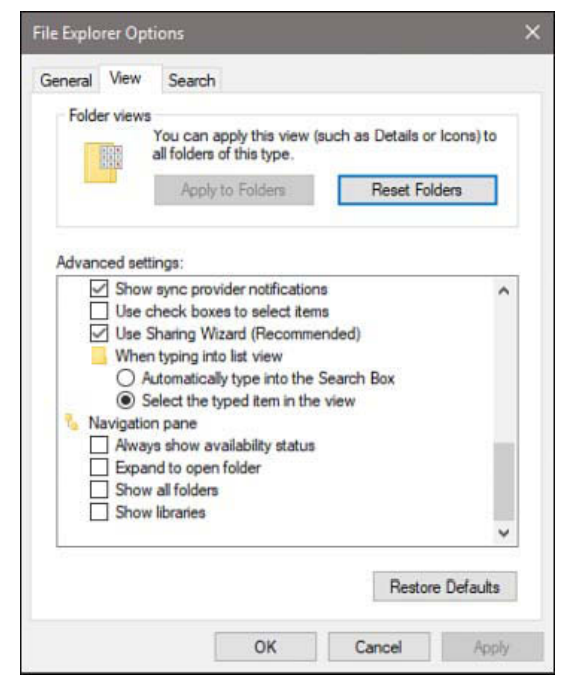 File Explorer Options
General View Search
Folder views
You can apply this view (such as Details or Icons) to
all folders of this type.
Apply to Folders Reset Folders
Advanced settings:
Show sync provider notifications
Use check boxes to select items
Use Sharing Wizard (Recommended)
When typing into list view
Automatically type into the Search Box
Select the typed item in the view
Navigation pane
Always show availability status
Expand to open folder
Show all folders
Show libraries
Restore Defaults
OK Cancel Apply